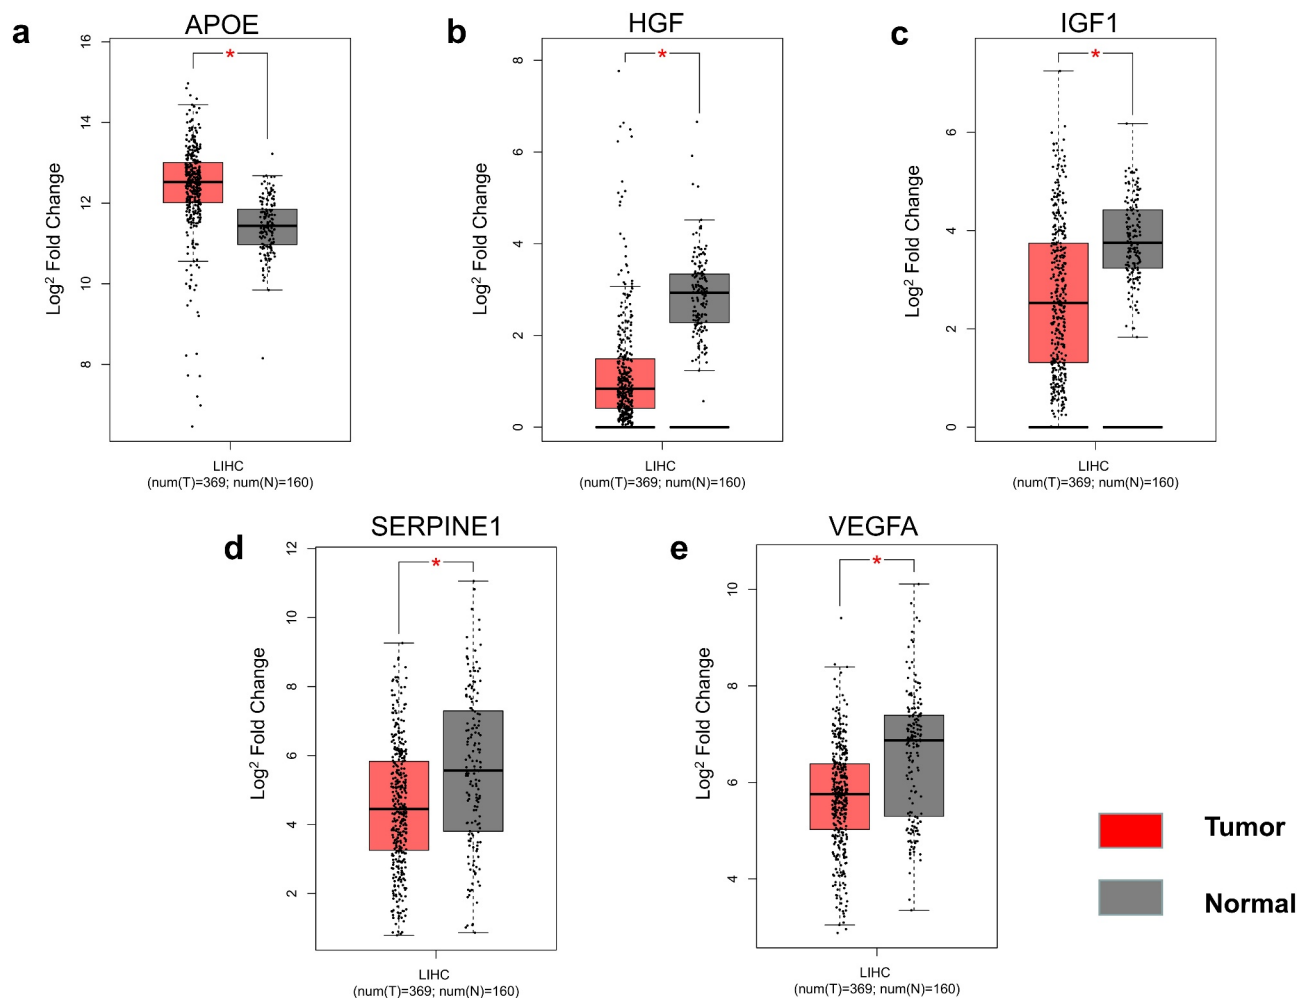 a
APOE
*
16
14
12
10
8
Log² Fold Change
LIHC
(num(T)=369; num(N)=160)
b
HGF
*
8
6
4
2
0
Log² Fold Change
LIHC
(num(T)=369; num(N)=160)
c
IGF1
*
6
4
2
0
Log² Fold Change
LIHC
(num(T)=369; num(N)=160)
d
SERPINE1
*
12
10
8
6
4
2
Log² Fold Change
LIHC
(num(T)=369; num(N)=160)
e
VEGFA
*
10
8
6
4
Log² Fold Change
LIHC
(num(T)=369; num(N)=160)
Tumor
Normal